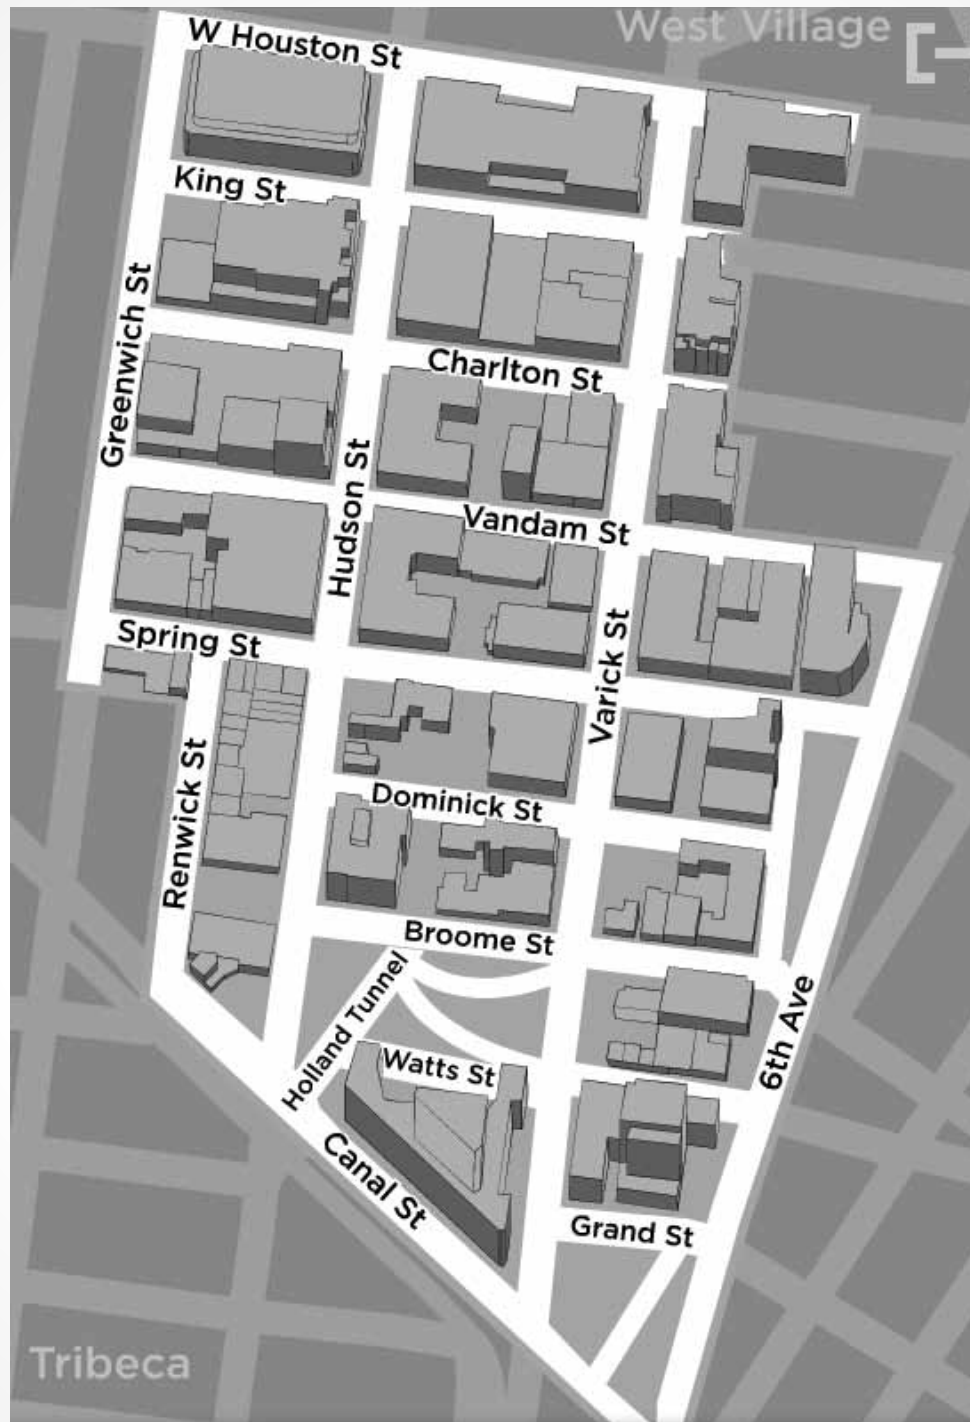 West Village
W Houston St
King St
Greenwich St
Charlton St
Hudson St
Vandam St
Spring St
Varick St
Renwick St
Dominick St
Broome St
Holland Tunnel
6th Ave
Watts St
Canal St
Grand St
Tribeca